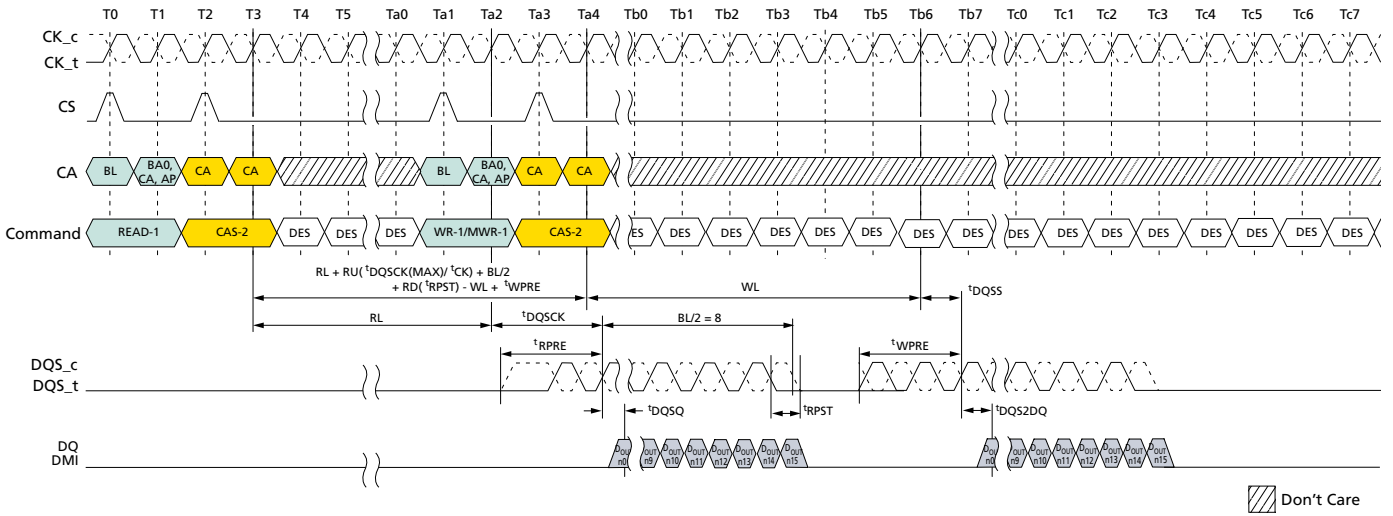 T0 T1 T2 T3 T4 T5 Ta0 Ta1 Ta2 Ta3 Ta4 Tb0 Tb1 Tb2 Tb3 Tb4 Tb5 Tb6 Tb7 Tc0 Tc1 Tc2 Tc3 Tc4 Tc5 Tc6 Tc7
CK_c
CK_t
CS
CA BL BA0, CA, AP CA CA BL BA0, CA, AP CA CA
Command READ-1 CAS-2 DES DES DES WR-1/MWR-1 CAS-2 DES DES DES DES DES DES DES DES DES DES DES DES DES DES DES DES
RL + RU( tDQSCK(MAX)/ tCK) + BL/2
+ RD( tRPST) - WL + tWPRE
WL
tDQSS
RL
tDQSCK
BL/2 = 8
tRPRE
tWPRE
DQS_c
DQS_t
tDQSQ
tRPST
tDQS2DQ
DQ
DMI
DOUT n0 DOUT n9 DOUT n10 DOUT n11 DOUT n12 DOUT n13 DOUT n14 DOUT n15
DOUT n0 DOUT n9 DOUT n10 DOUT n11 DOUT n12 DOUT n13 DOUT n14 DOUT n15
Don't Care